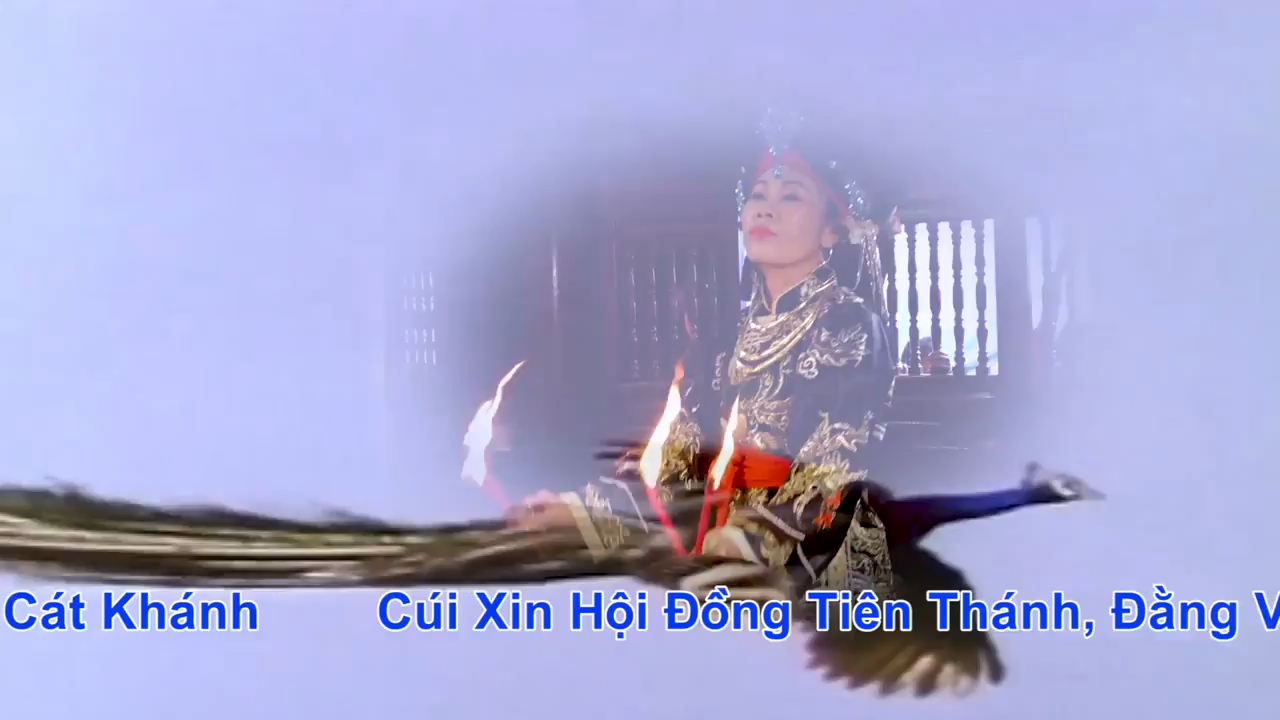 Cát Khánh Cúi Xin Hội Đồng Tiên Thánh, Đằng